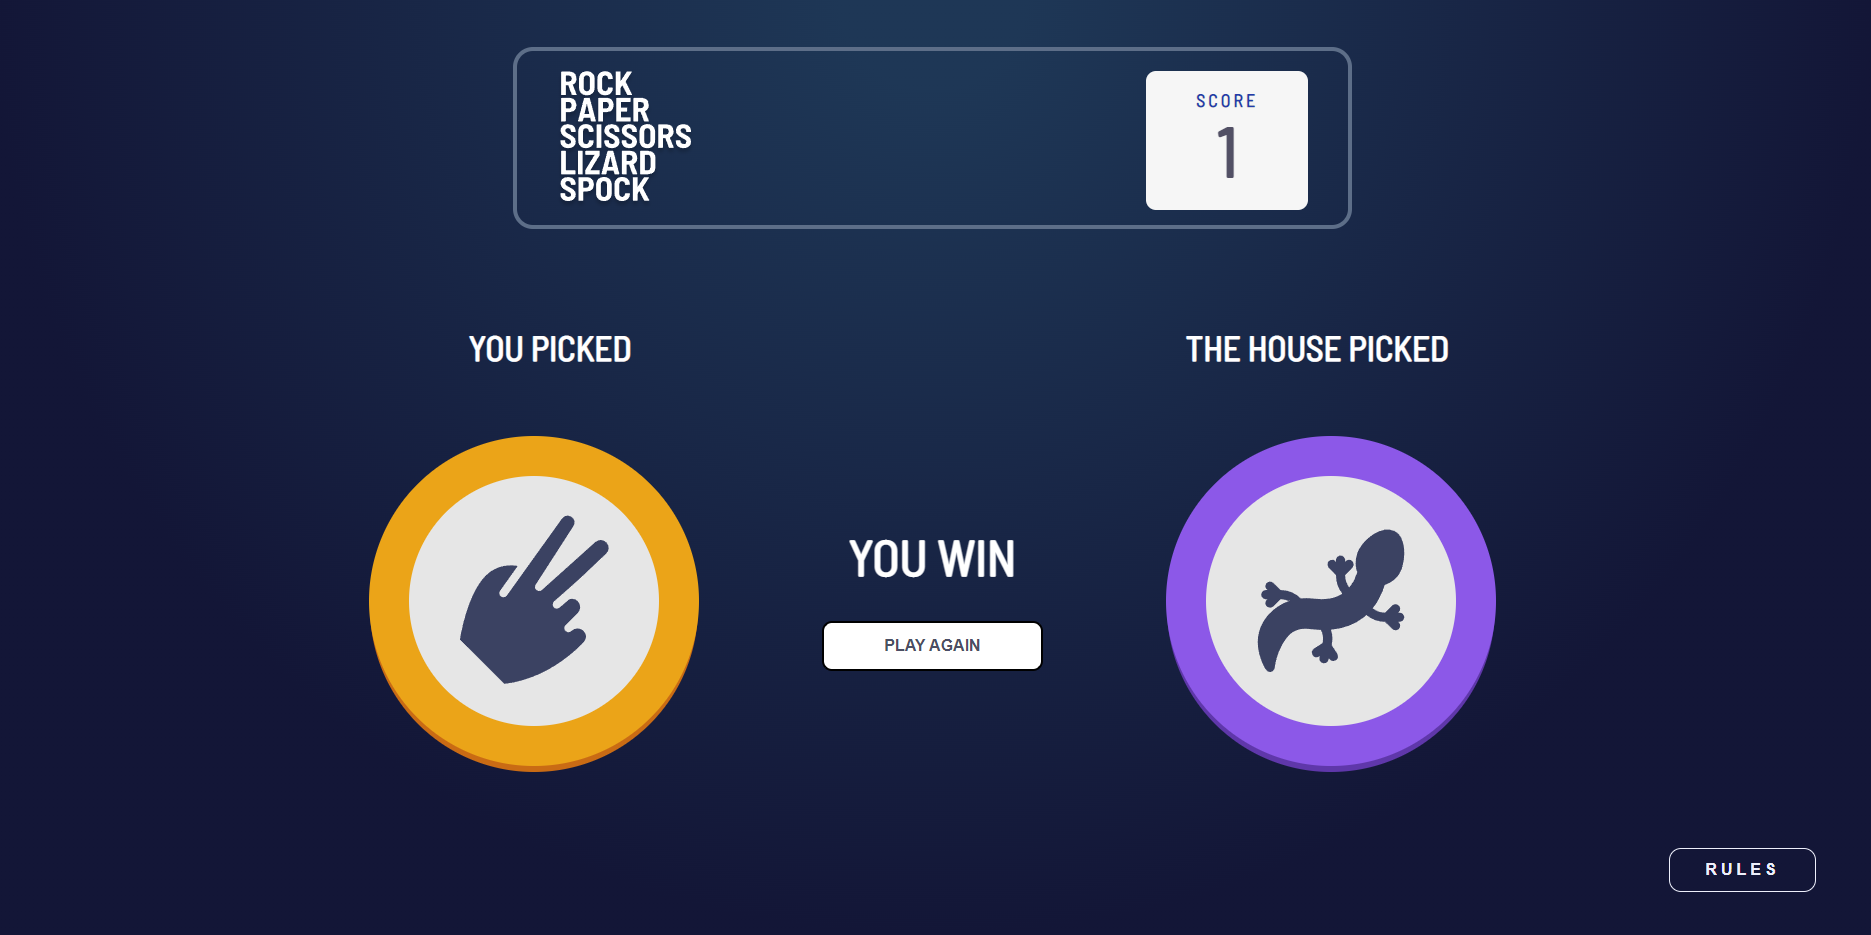 ROCK
PAPER
SCISSORS
LIZARD
SPOCK
SCORE
1
YOU PICKED
THE HOUSE PICKED
YOU WIN
PLAY AGAIN
RULES